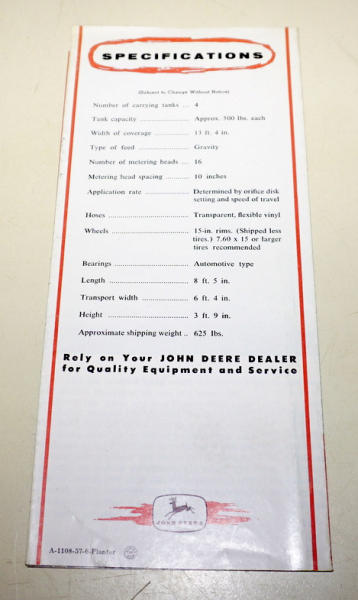 SPECIFICATIONS
(Subject to Change Without Notice)
Number of carrying tanks ... 4
Tank capacity ........................ Approx. 500 lbs. each
Width of coverage ................ 13 ft. 4 in.
Type of feed ........................ Gravity
Number of metering heads .. 16
Metering head spacing .......... 10 inches
Application rate .................... Determined by orifice disk
setting and speed of travel
Hoses .................................... Transparent, flexible vinyl
Wheels .................................. 15-in. rims. (Shipped less
tires.) 7.60 x 15 or larger
tires recommended
Bearings ................................ Automotive type
Length .................................... 8 ft. 5 in.
Transport width .................... 6 ft. 4 in.
Height .................................... 3 ft. 9 in.
Approximate shipping weight .. 625 lbs.
Rely on Your JOHN DEERE DEALER
for Quality Equipment and Service
JOHN DEERE
A-1108-57-6-Planter